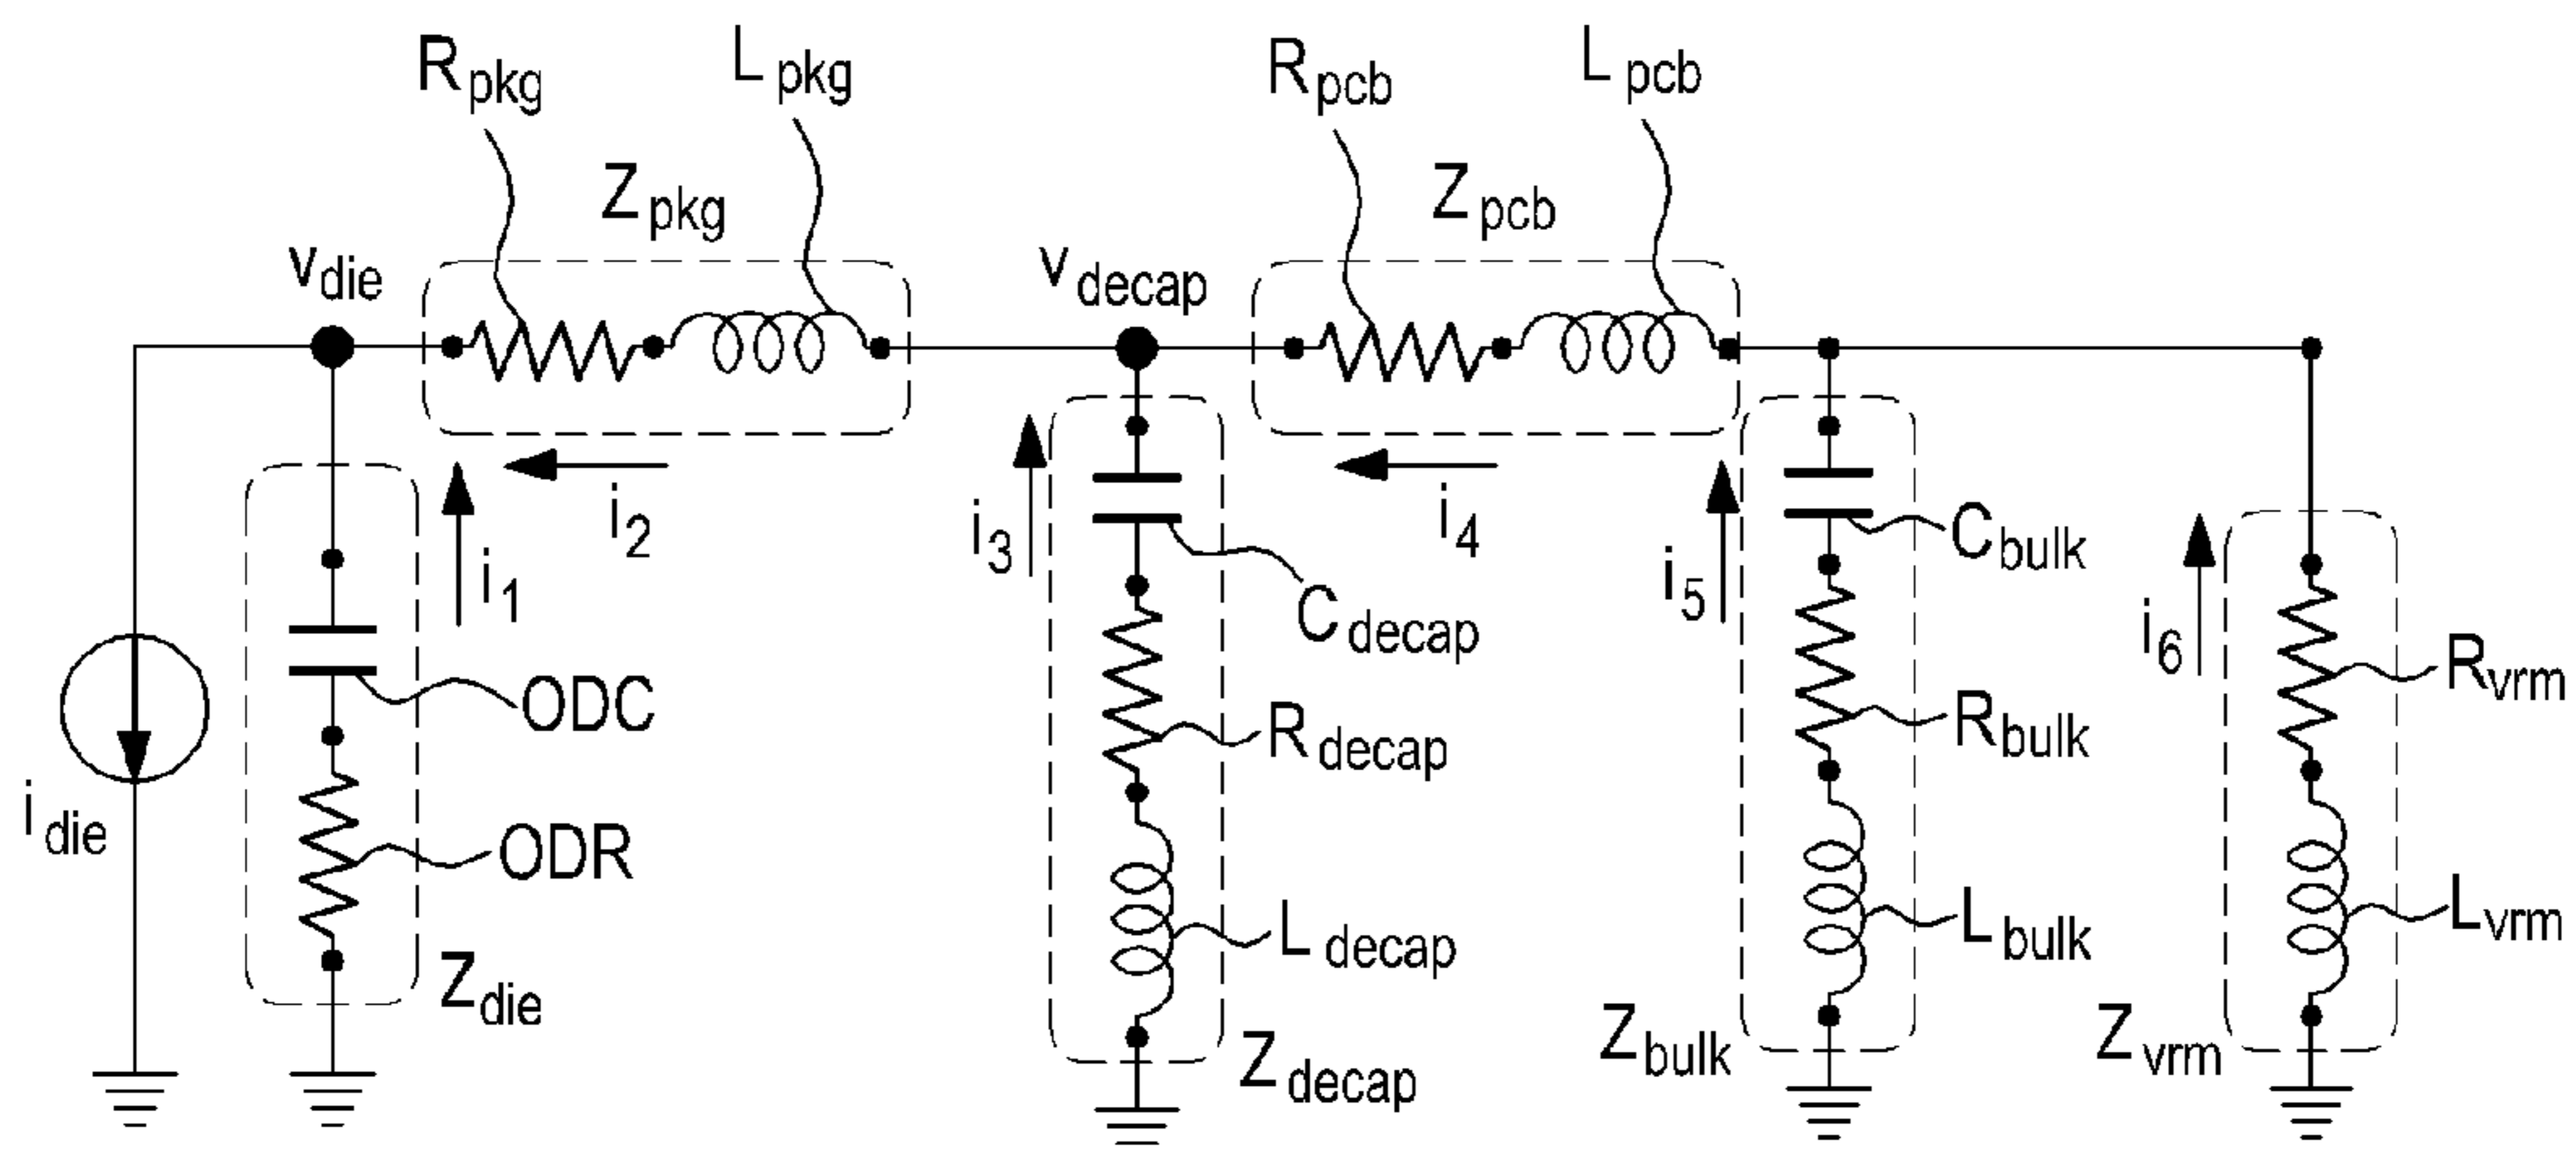 Rpkg
Lpkg
Rpcb
Lpcb
Zpkg
Zpcb
vdie
vdecap
i1
i2
i3
i4
i5
i6
Cbulk
Cdecap
ODC
Rvrm
Rdecap
Rbulk
idie
ODR
Ldecap
Lbulk
Lvrm
Zdie
Zdecap
Zbulk
Zvrm